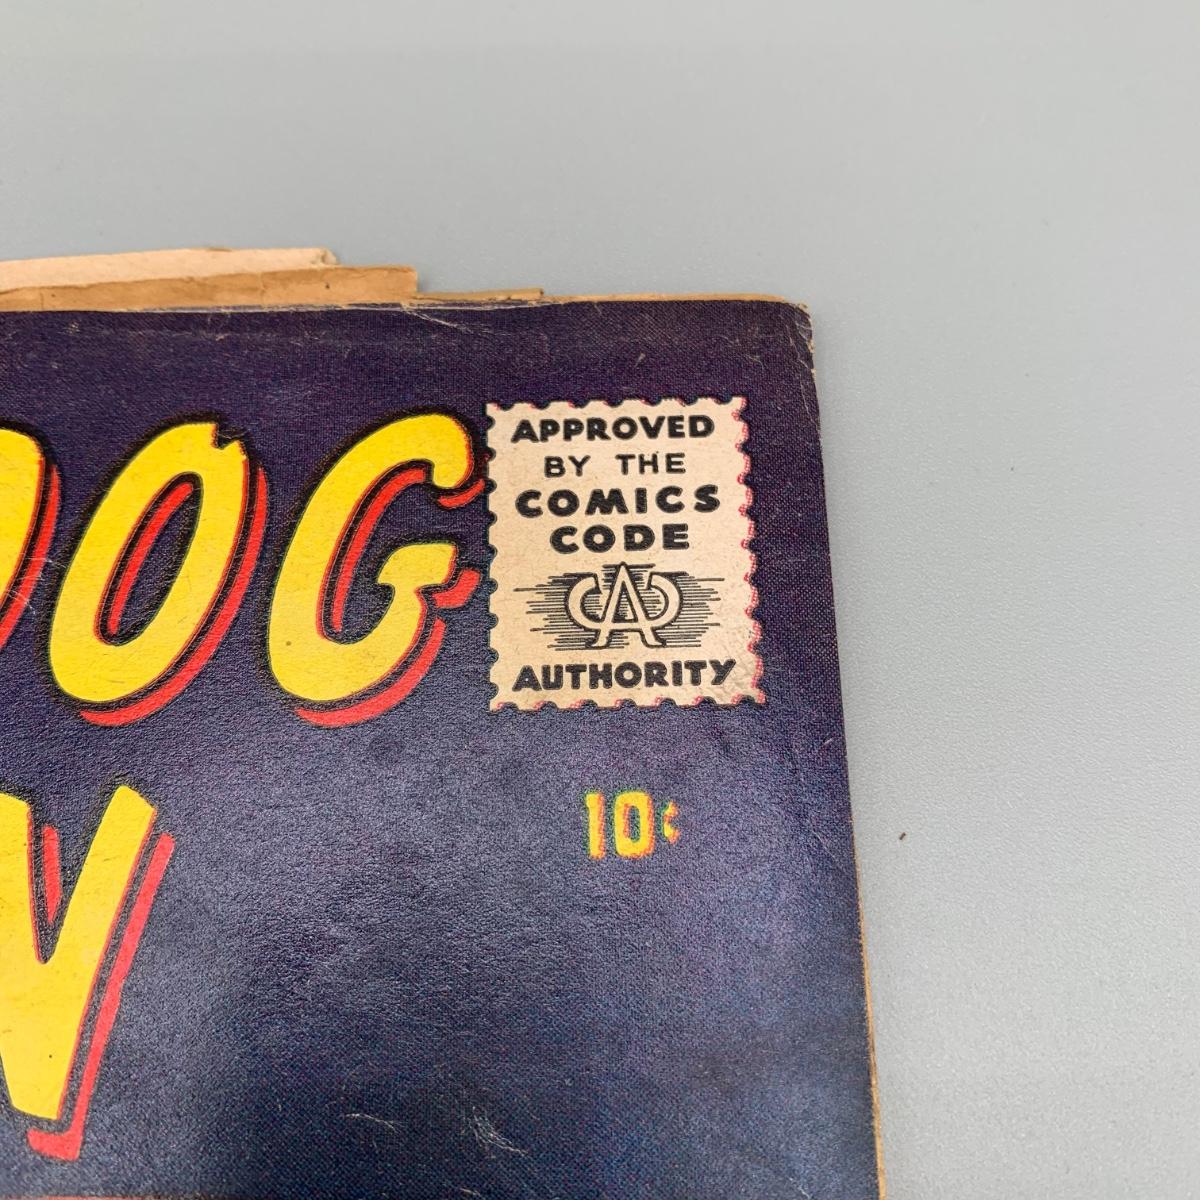 OOG
APPROVED
BY THE
COMICS
CODE
CA
AUTHORITY
10¢